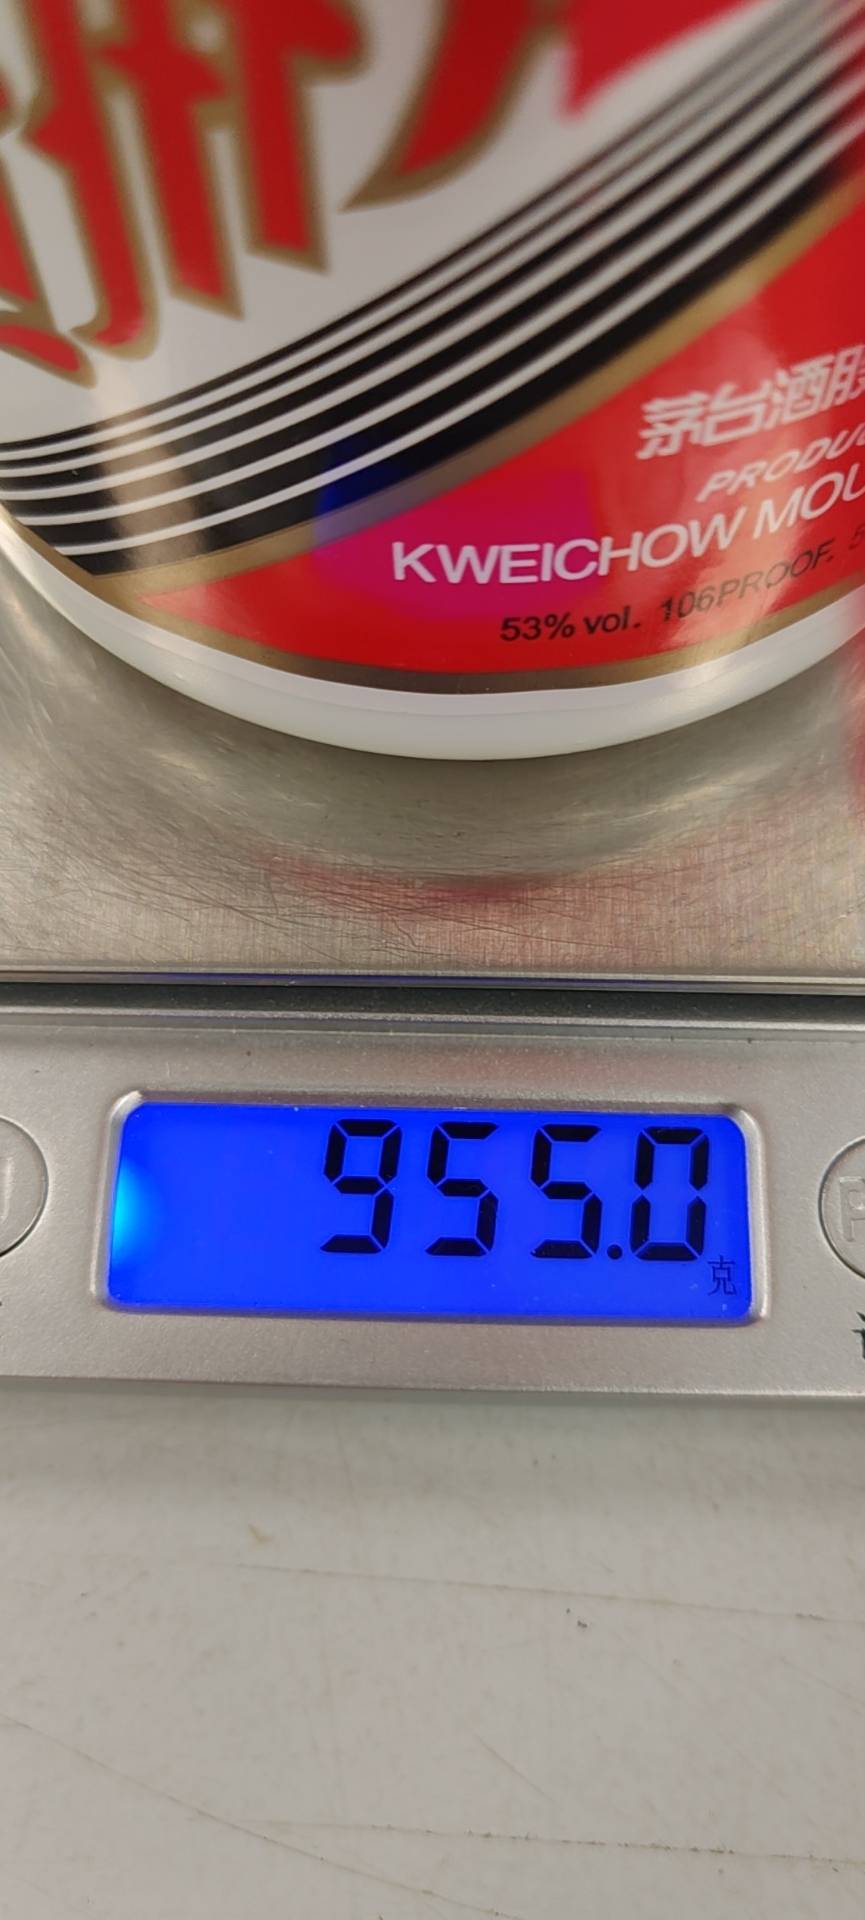 茅台酒股
PRODU
KWEICHOW MOU
53% vol. 106PROOF.
955.0
克